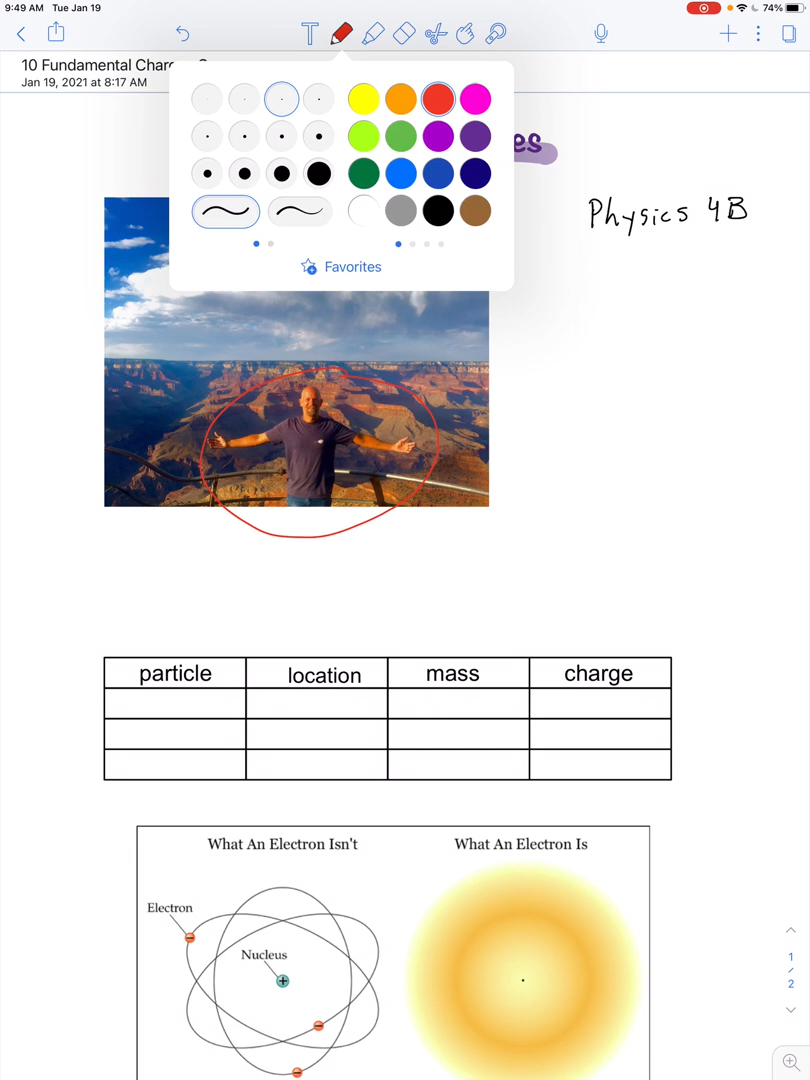 9:49 AM Tue Jan 19
74%
10 Fundamental
Jan 19, 2021 at 8:17 AM
Favorites
Physics 4B
particle location mass charge
What An Electron Isn't What An Electron Is
Electron
Nucleus
1
2